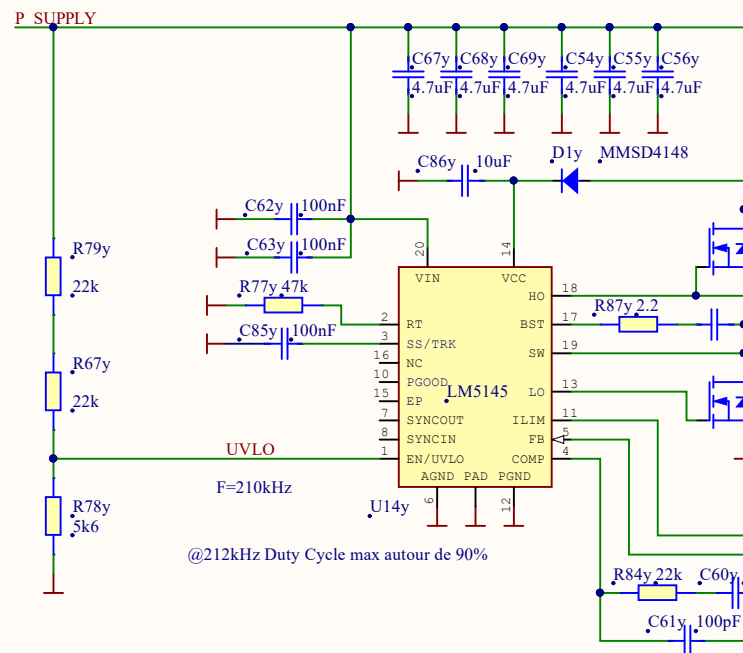 P_SUPPLY
C67y C68y C69y C54y C55y C56y
4.7uF 4.7uF 4.7uF 4.7uF 4.7uF 4.7uF
D1y MMSD4148
C86y 10uF
C62y 100nF
C63y 100nF
R79y
22k
20 14
VIN VCC
R77y 47k
HO 18
R87y 2.2
2 RT
BST 17
C85y 100nF
3 SS/TRK
SW 19
16 NC
R67y
22k
10 PGOOD
LM5145
LO 13
15 EP
7 SYNCOUT
ILIM 11
8 SYNCIN
FB 5
UVLO
1 EN/UVLO
COMP 4
AGND PAD PGND
F=210kHz
6 12
R78y
5k6
U14y
@212kHz Duty Cycle max autour de 90%
R84y 22k C60y
C61y 100pF